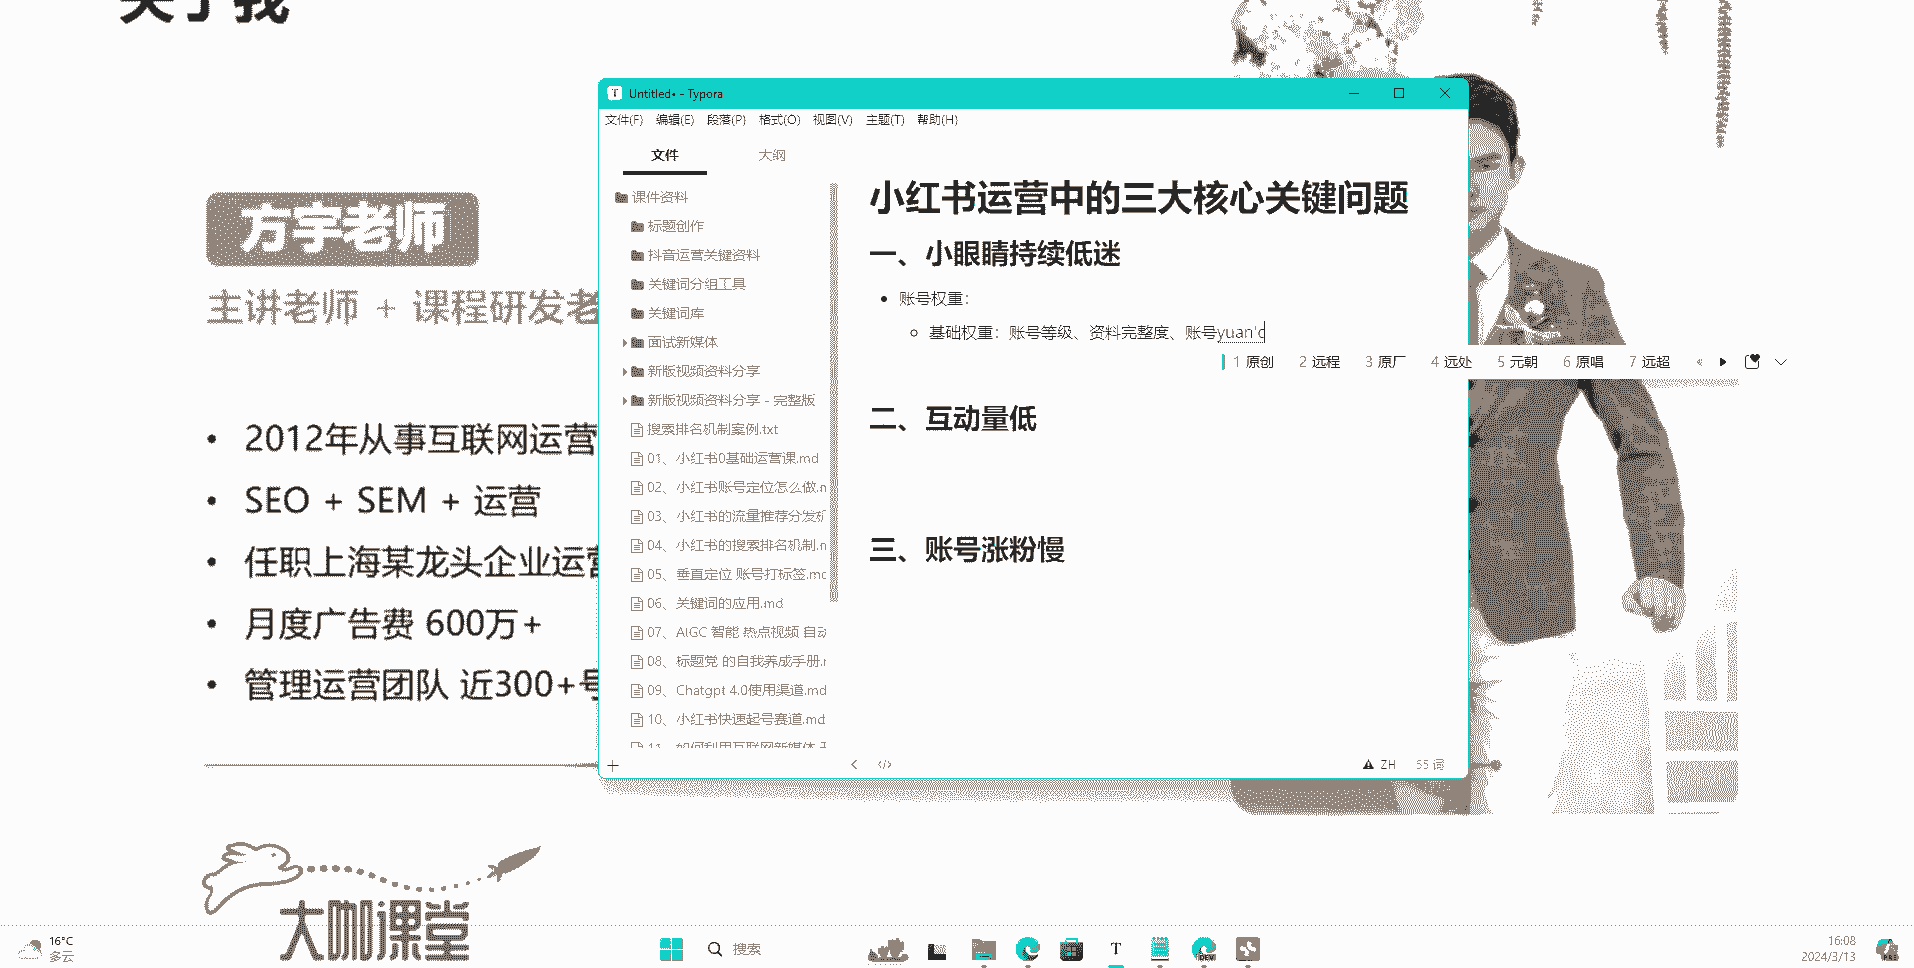 关于我
方宇老师
主讲老师 + 课程研发老
2012年从事互联网运营
SEO + SEM + 运营
任职上海某龙头企业运营
月度广告费 600万+
管理运营团队 近300+号
大咖课堂
Untitled• - Typora
文件(F) 编辑(E) 段落(P) 格式(O) 视图(V) 主题(T) 帮助(H)
文件 大纲
课件资料
标题创作
抖音运营关键资料
关键词分组工具
关键词库
面试新媒体
新版视频资料分享
新版视频资料分享 - 完整版
搜索排名机制案例.txt
01、小红书0基础运营课.md
02、小红书账号定位怎么做.m
03、小红书的流量推荐分发机
04、小红书的搜索排名机制.m
05、垂直定位 账号打标签.md
06、关键词的应用.md
07、AIGC 智能 热点视频 自动
08、标题党 的自我养成手册.m
09、Chatgpt 4.0使用渠道.md
10、小红书快速起号赛道.md
11、如何利用互联网新媒体
小红书运营中的三大核心关键问题
一、小眼睛持续低迷
账号权重：
基础权重：账号等级、资料完整度、账号yuan'c
1 原创 2 远程 3 原厂 4 远处 5 元朝 6 原唱 7 远超
二、互动量低
三、账号涨粉慢
ZH 55 词
16°C
多云
搜索
DEV
16:08
2024/3/13
PRE